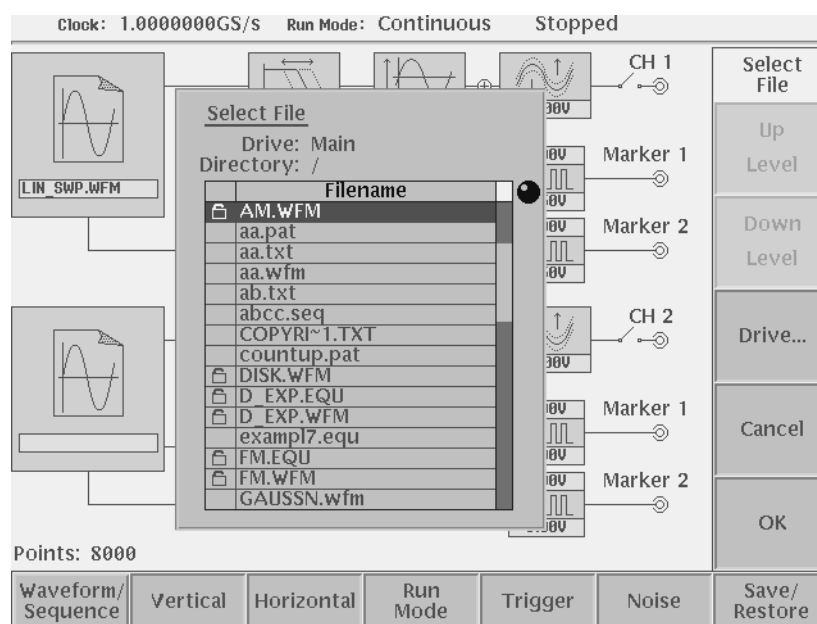 Clock: 1.0000000GS/s Run Mode: Continuous Stopped
CH 1
Select
File
Up
Level
Down
Level
Drive...
Cancel
OK
LIN_SWP.WFM
Select File
Drive: Main
Directory: /
Filename
AM.WFM
aa.pat
aa.txt
aa.wfm
ab.txt
abcc.seq
COPYRI~1.TXT
countup.pat
DISK.WFM
D_EXP.EQU
D_EXP.WFM
exampl7.equ
FM.EQU
FM.WFM
GAUSSN.wfm
Marker 1
Marker 2
CH 2
Marker 1
Marker 2
Points: 8000
Waveform/
Sequence
Vertical
Horizontal
Run
Mode
Trigger
Noise
Save/
Restore